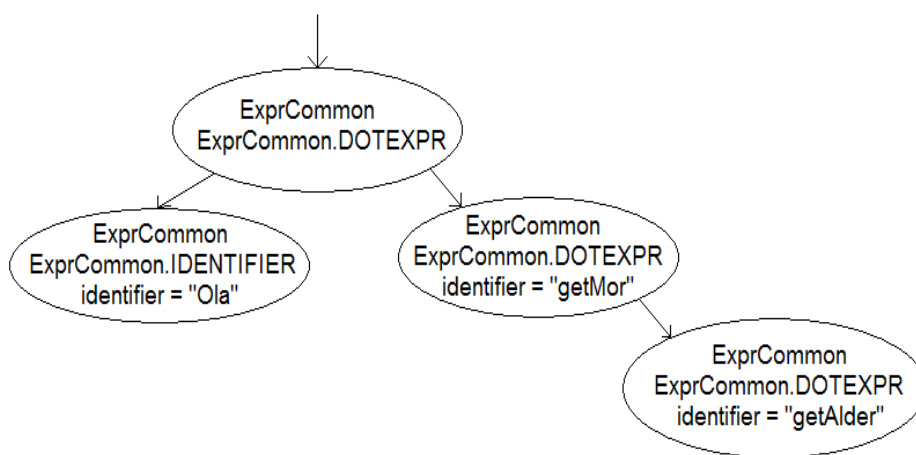 ExprCommon
ExprCommon.DOTEXPR
ExprCommon
ExprCommon.IDENTIFIER
identifier = "Ola"
ExprCommon
ExprCommon.DOTEXPR
identifier = "getMor"
ExprCommon
ExprCommon.DOTEXPR
identifier = "getAlder"